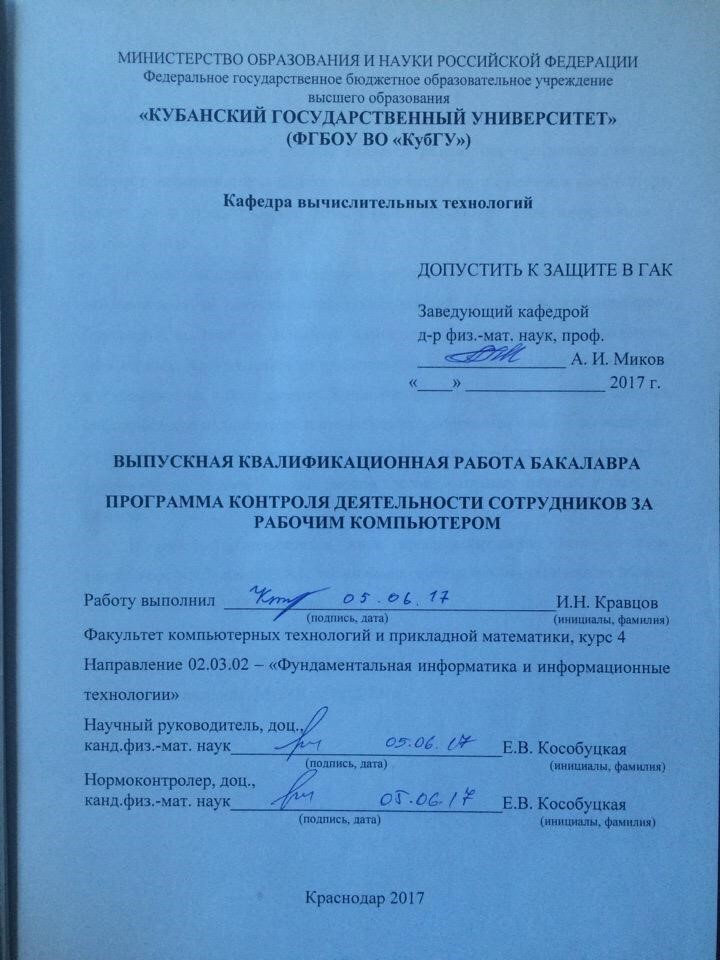 МИНИСТЕРСТВО ОБРАЗОВАНИЯ И НАУКИ РОССИЙСКОЙ ФЕДЕРАЦИИ
Федеральное государственное бюджетное образовательное учреждение
высшего образования
«КУБАНСКИЙ ГОСУДАРСТВЕННЫЙ УНИВЕРСИТЕТ»
(ФГБОУ ВО «КубГУ»)
Кафедра вычислительных технологий
ДОПУСТИТЬ К ЗАЩИТЕ В ГАК
Заведующий кафедрой
д-р физ.-мат. наук, проф.
_________________ А. И. Миков
«____» ________________ 2017 г.
ВЫПУСКНАЯ КВАЛИФИКАЦИОННАЯ РАБОТА БАКАЛАВРА
ПРОГРАММА КОНТРОЛЯ ДЕЯТЕЛЬНОСТИ СОТРУДНИКОВ ЗА
РАБОЧИМ КОМПЬЮТЕРОМ
Работу выполнил 05.06.17 И.Н. Кравцов
(подпись, дата) (инициалы, фамилия)
Факультет компьютерных технологий и прикладной математики, курс 4
Направление 02.03.02 – «Фундаментальная информатика и информационные
технологии»
Научный руководитель, доц.,
канд.физ.-мат. наук 05.06.17 Е.В. Кособуцкая
(подпись, дата) (инициалы, фамилия)
Нормоконтролер, доц.,
канд.физ.-мат. наук 05.06.17 Е.В. Кособуцкая
(подпись, дата) (инициалы, фамилия)
Краснодар 2017